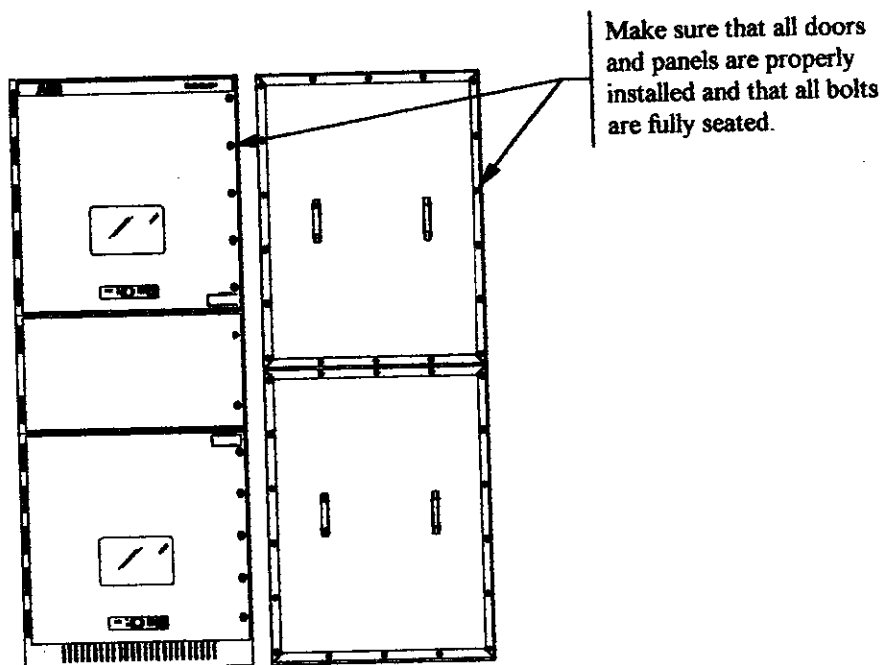 Make sure that all doors
and panels are properly
installed and that all bolts
are fully seated.